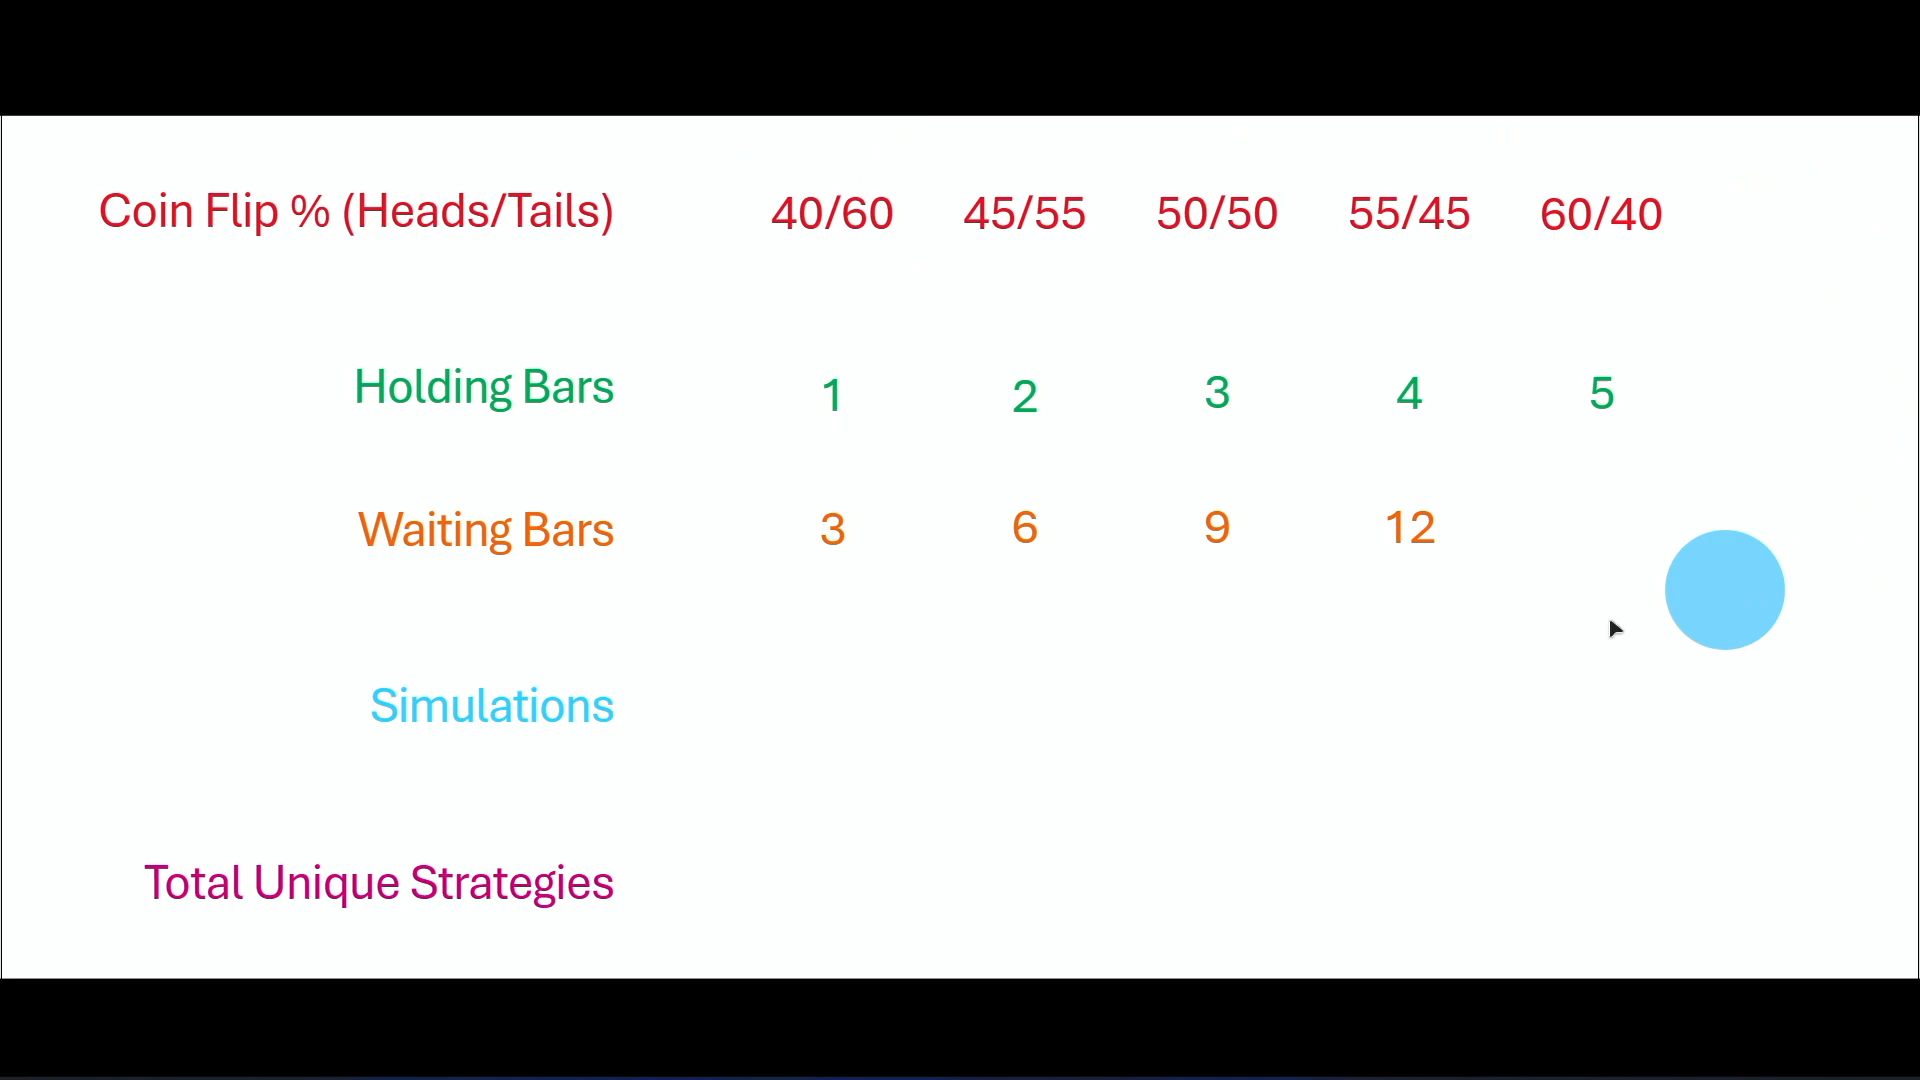 Coin Flip % (Heads/Tails) 40/60 45/55 50/50 55/45 60/40
Holding Bars 1 2 3 4 5
Waiting Bars 3 6 9 12
Simulations
Total Unique Strategies